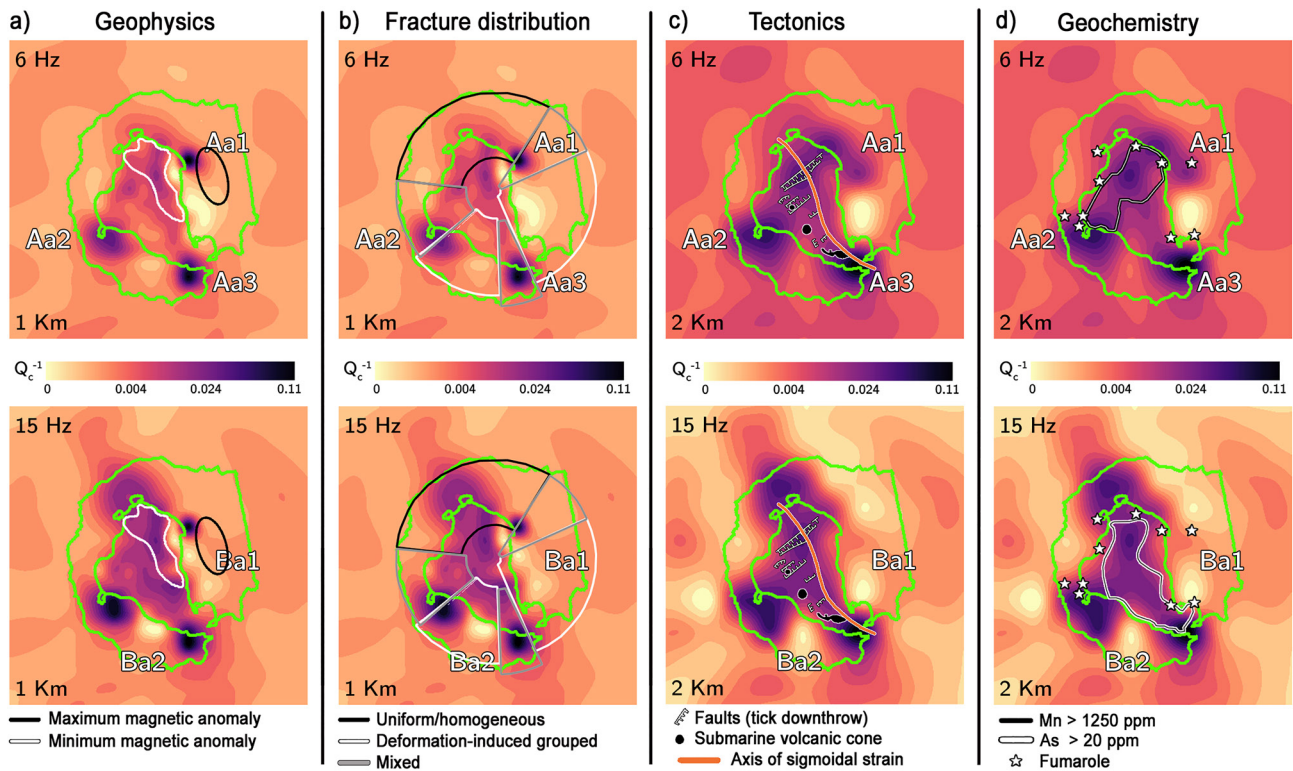 a) Geophysics
b) Fracture distribution
c) Tectonics
d) Geochemistry
6 Hz
Aa1
Aa2
Aa3
1 Km
6 Hz
Aa1
Aa2
Aa3
1 Km
6 Hz
Aa1
Aa2
Aa3
2 Km
6 Hz
Aa1
Aa2
Aa3
2 Km
Qc-1
0 0.004 0.024 0.11
Qc-1
0 0.004 0.024 0.11
Qc-1
0 0.004 0.024 0.11
Qc-1
0 0.004 0.024 0.11
15 Hz
Ba1
Ba2
1 Km
15 Hz
Ba1
Ba2
1 Km
15 Hz
Ba1
Ba2
2 Km
15 Hz
Ba1
Ba2
2 Km
Maximum magnetic anomaly
Minimum magnetic anomaly
Uniform/homogeneous
Deformation-induced grouped
Mixed
Faults (tick downthrow)
Submarine volcanic cone
Axis of sigmoidal strain
Mn > 1250 ppm
As > 20 ppm
Fumarole